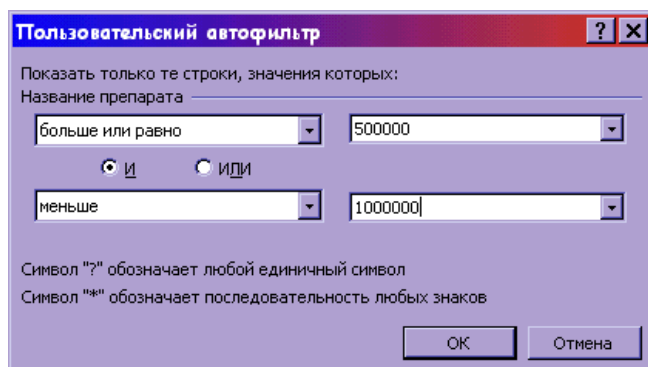 Пользовательский автофильтр
Показать только те строки, значения которых:
Название препарата
больше или равно 500000
И ИЛИ
меньше 1000000
Символ "?" обозначает любой единичный символ
Символ "*" обозначает последовательность любых знаков
ОК Отмена